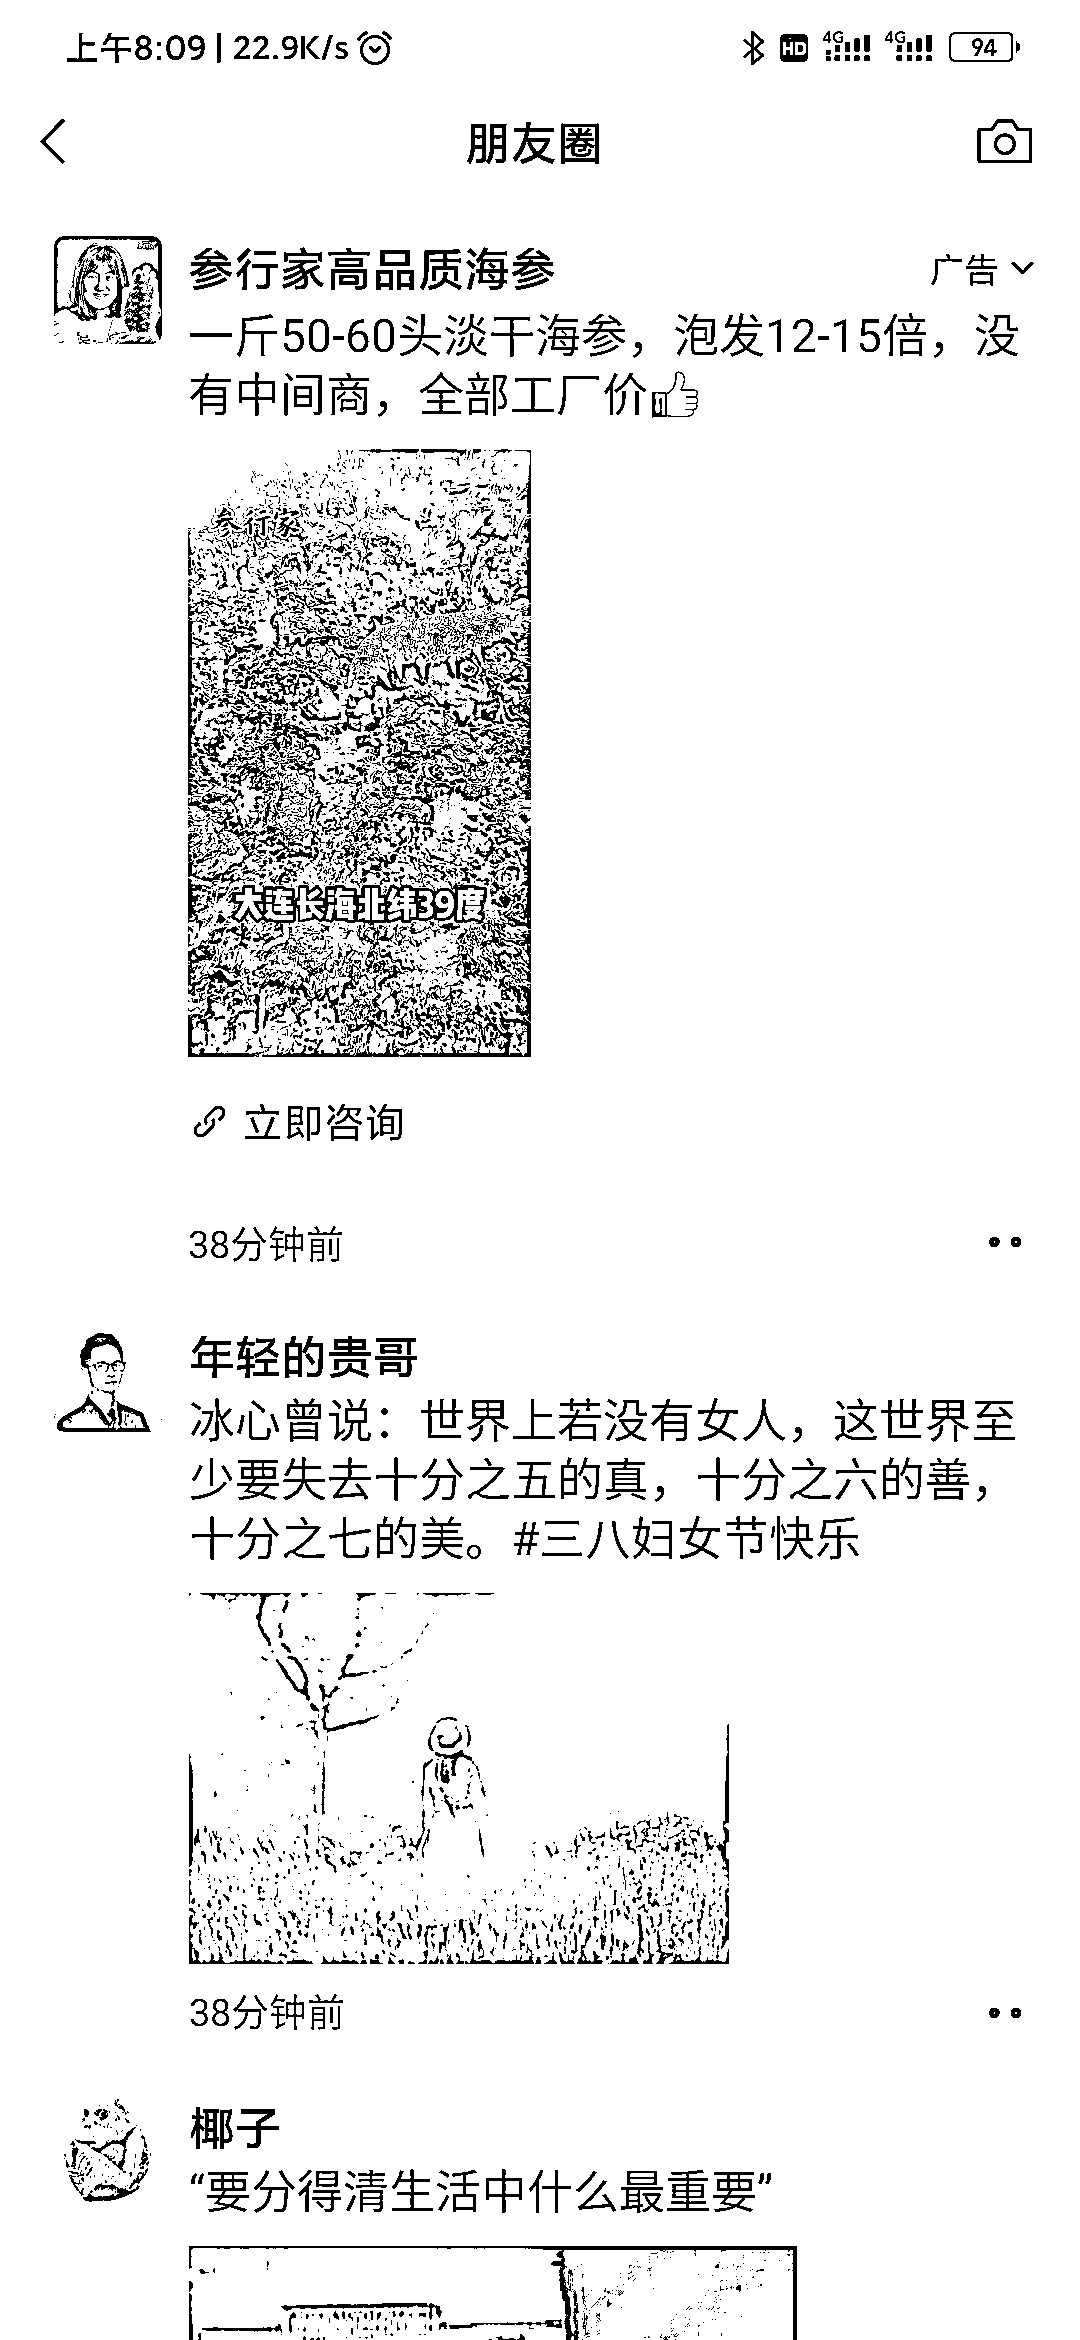 上午8:09 | 22.9K/s
HD 4G 4G 94
朋友圈
参行家高品质海参
广告
一斤50-60头淡干海参，泡发12-15倍，没
有中间商，全部工厂价👍
参行家
大连长海北纬39度
立即咨询
38分钟前
年轻的贵哥
冰心曾说：世界上若没有女人，这世界至
少要失去十分之五的真，十分之六的善，
十分之七的美。#三八妇女节快乐
38分钟前
椰子
“要分得清生活中什么最重要”